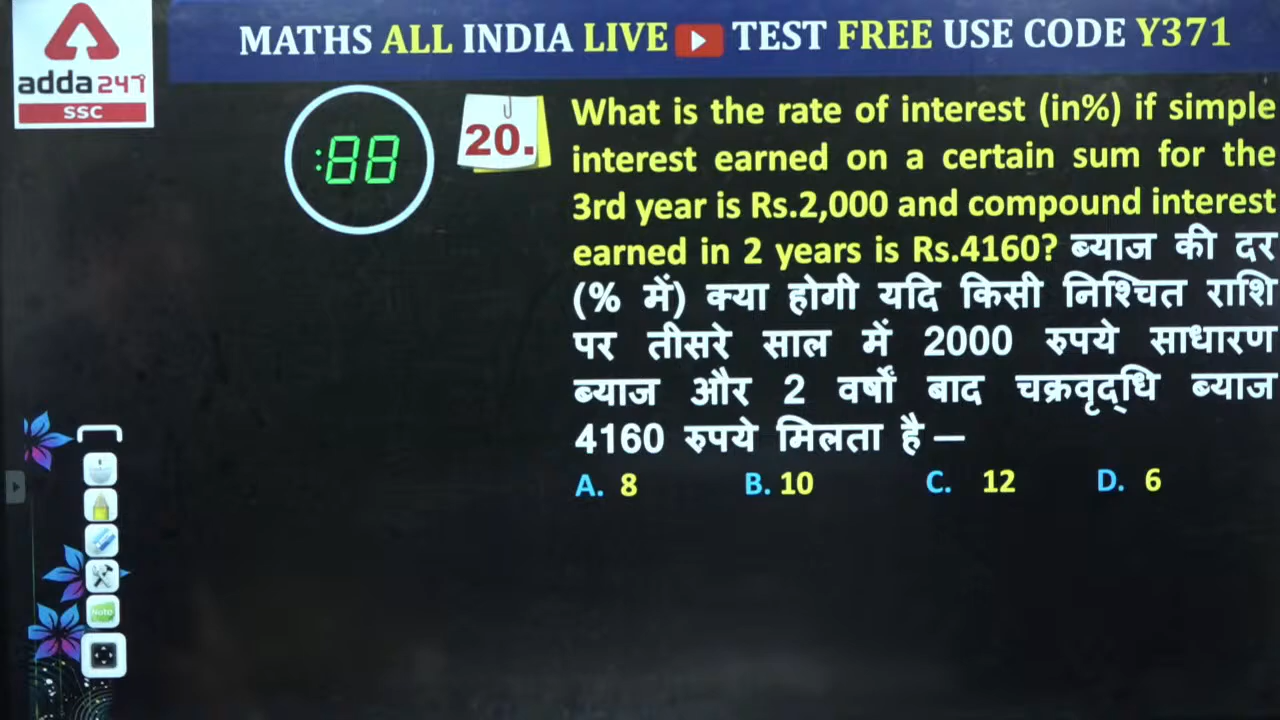 MATHS ALL INDIA LIVE TEST FREE USE CODE Y371
adda247
SSC
:88
20.
What is the rate of interest (in%) if simple
interest earned on a certain sum for the
3rd year is Rs.2,000 and compound interest
earned in 2 years is Rs.4160? ब्याज की दर
(% में) क्या होगी यदि किसी निश्चित राशि
पर तीसरे साल में 2000 रुपये साधारण
ब्याज और 2 वर्षों बाद चक्रवृद्धि ब्याज
4160 रुपये मिलता है –
A. 8 B. 10 C. 12 D. 6
Note